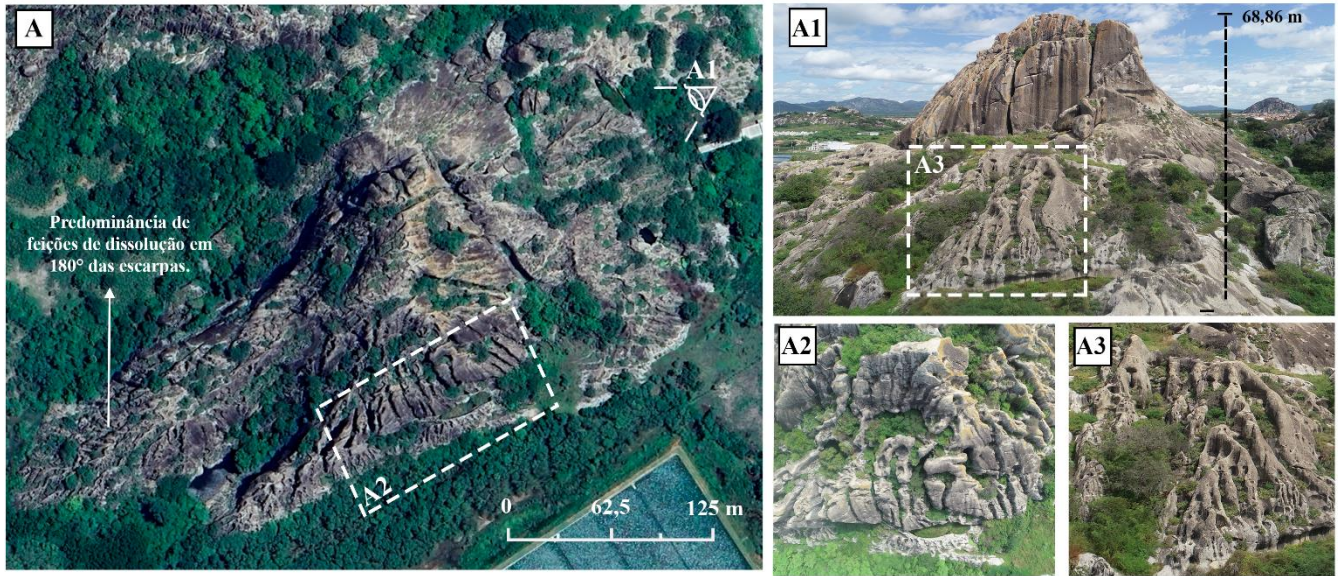 A
A1
Predominância de
feições de dissolução em
180° das escarpas.
A2
0
62,5
125 m
A1
68,86 m
A3
A2
A3